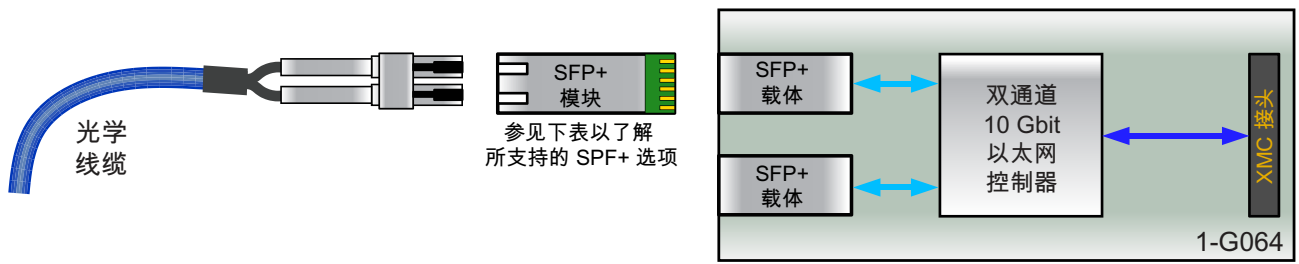 光学
线缆
SFP+
模块
参见下表以了解
所支持的 SPF+ 选项
SFP+
载体
SFP+
载体
双通道
10 Gbit
以太网
控制器
XMC 接头
1-G064